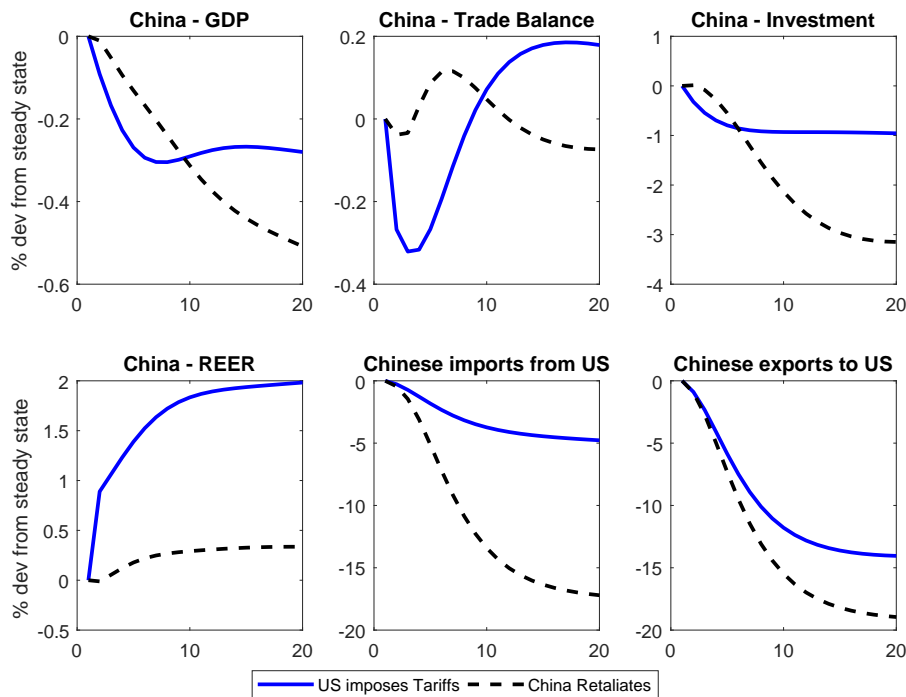 China - GDP
China - Trade Balance
China - Investment
% dev from steady state
0
-0.2
-0.4
-0.6
0 10 20
0.2
0
0.2
0.4
0 10 20
1
0
-1
-2
-3
-4
0 10 20
China - REER
Chinese imports from US
Chinese exports to US
% dev from steady state
2
1.5
1
0.5
0
-0.5
0 10 20
0
-5
-10
-15
-20
0 10 20
0
-5
-10
-15
-20
0 10 20
US imposes Tariffs China Retaliates